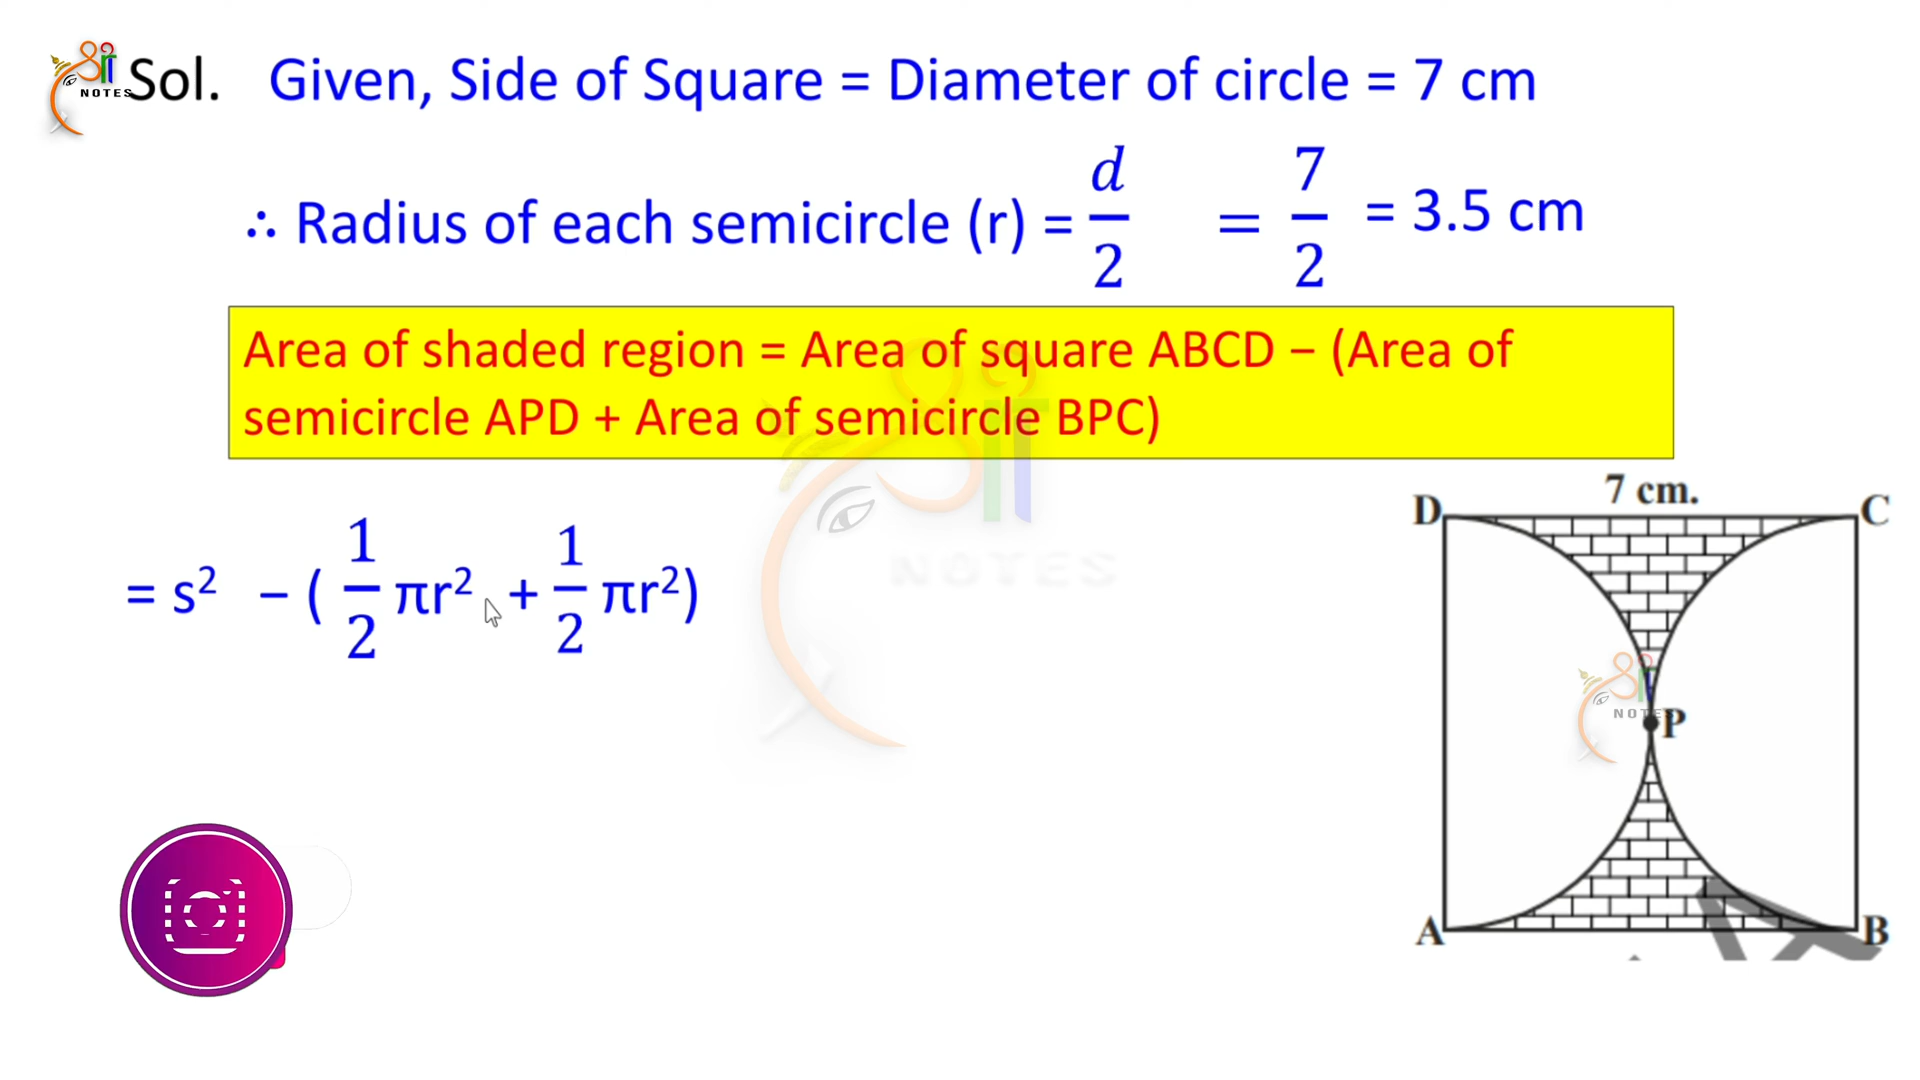 श्री
NOTES
Sol. Given, Side of Square = Diameter of circle = 7 cm
∴ Radius of each semicircle (r) = d/2 = 7/2 = 3.5 cm
Area of shaded region = Area of square ABCD − (Area of
semicircle APD + Area of semicircle BPC)
= s² − ( 1/2 πr² + 1/2 πr²)
NOTES
7 cm.
D C
NOTES
P
A B